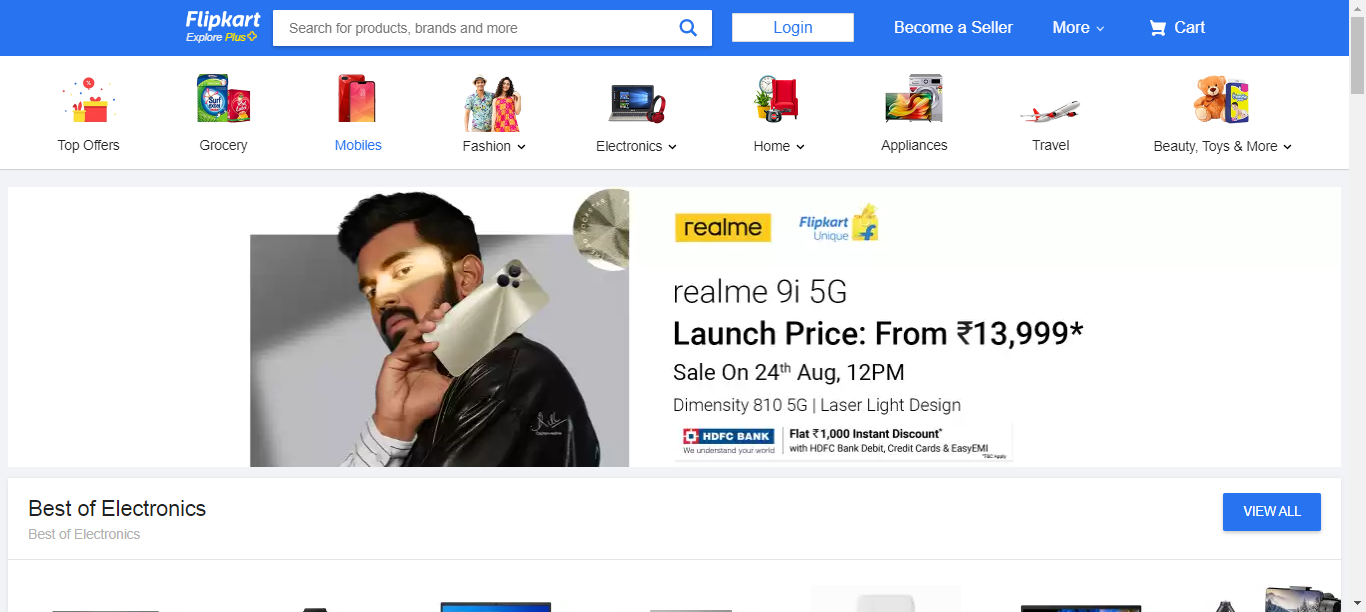 Flipkart
Explore Plus
Search for products, brands and more
Login
Become a Seller
More
Cart
Top Offers
Grocery
Mobiles
Fashion
Electronics
Home
Appliances
Travel
Beauty, Toys & More
Surf excel
realme
Flipkart
Unique
realme 9i 5G
Launch Price: From ₹13,999*
Sale On 24th Aug, 12PM
Dimensity 810 5G | Laser Light Design
HDFC BANK
We understand your world
Flat ₹1,000 Instant Discount*
with HDFC Bank Debit, Credit Cards & EasyEMI
*T&C Apply
Best of Electronics
Best of Electronics
VIEW ALL